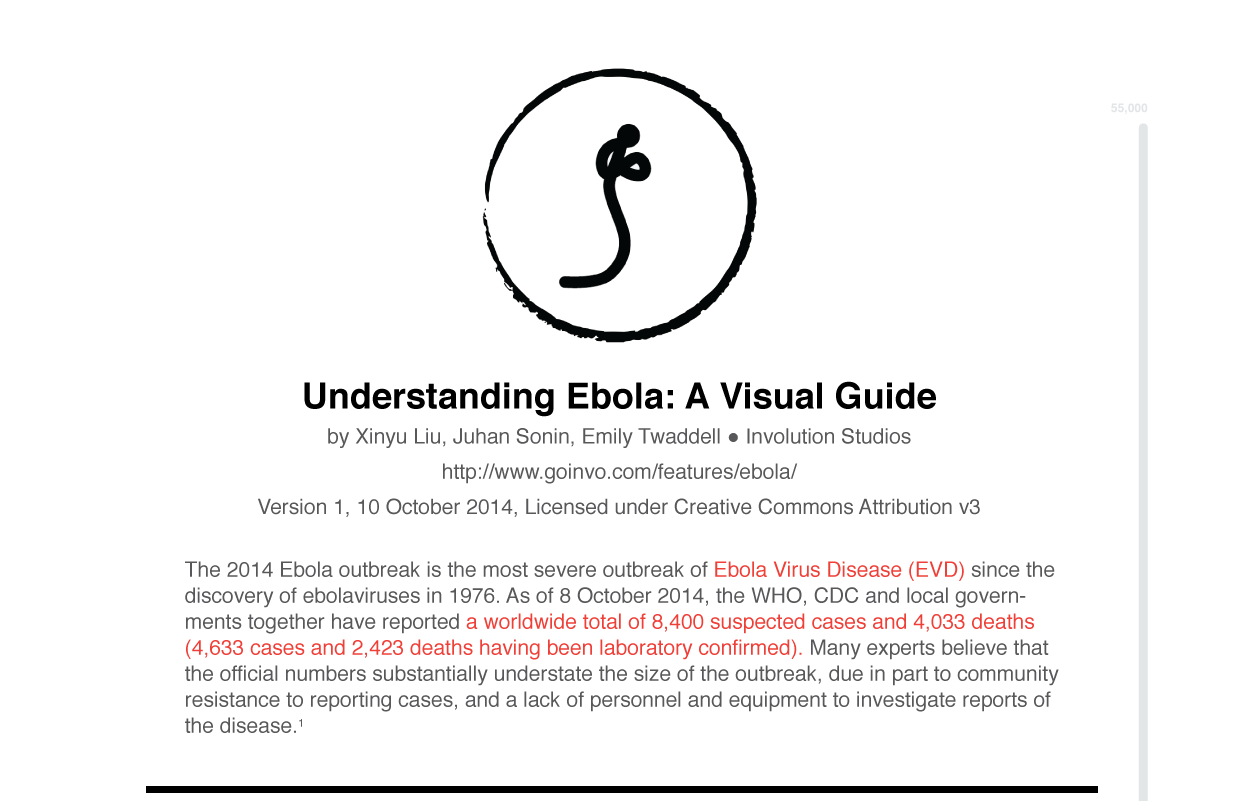 55,000
Understanding Ebola: A Visual Guide
by Xinyu Liu, Juhan Sonin, Emily Twaddell ● Involution Studios
http://www.goinvo.com/features/ebola/
Version 1, 10 October 2014, Licensed under Creative Commons Attribution v3
The 2014 Ebola outbreak is the most severe outbreak of Ebola Virus Disease (EVD) since the
discovery of ebolaviruses in 1976. As of 8 October 2014, the WHO, CDC and local govern-
ments together have reported a worldwide total of 8,400 suspected cases and 4,033 deaths
(4,633 cases and 2,423 deaths having been laboratory confirmed). Many experts believe that
the official numbers substantially understate the size of the outbreak, due in part to community
resistance to reporting cases, and a lack of personnel and equipment to investigate reports of
the disease.¹